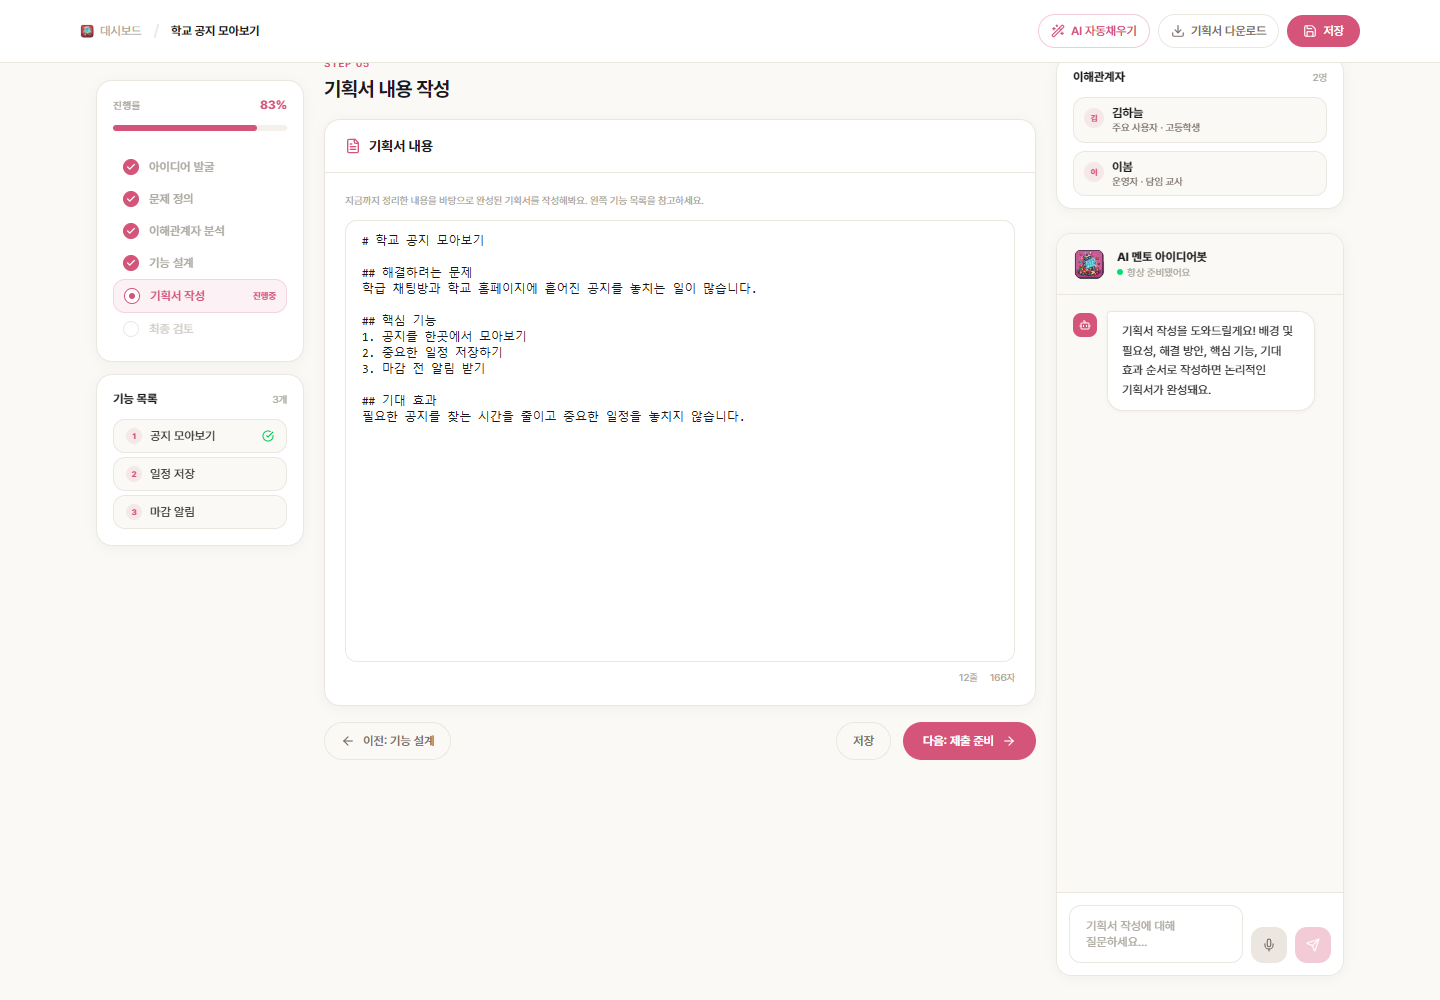 대시보드 / 학교 공지 모아보기
AI 자동채우기
기획서 다운로드
저장
진행률 83%
아이디어 발굴
문제 정의
이해관계자 분석
기능 설계
기획서 작성 진행중
최종 검토
기능 목록 3개
1 공지 모아보기
2 일정 저장
3 마감 알림
STEP 05
기획서 내용 작성
기획서 내용
지금까지 정리한 내용을 바탕으로 완성된 기획서를 작성해봐요. 왼쪽 기능 목록을 참고하세요.
# 학교 공지 모아보기
## 해결하려는 문제
학급 채팅방과 학교 홈페이지에 흩어진 공지를 놓치는 일이 많습니다.
## 핵심 기능
1. 공지를 한곳에서 모아보기
2. 중요한 일정 저장하기
3. 마감 전 알림 받기
## 기대 효과
필요한 공지를 찾는 시간을 줄이고 중요한 일정을 놓치지 않습니다.
12줄 166자
이전: 기능 설계
저장
다음: 제출 준비
이해관계자 2명
김 김하늘
주요 사용자 · 고등학생
이 이봄
운영자 · 담임 교사
AI 멘토 아이디어봇
항상 준비됐어요
기획서 작성을 도와드릴게요! 배경 및
필요성, 해결 방안, 핵심 기능, 기대
효과 순서로 작성하면 논리적인
기획서가 완성돼요.
기획서 작성에 대해
질문하세요...